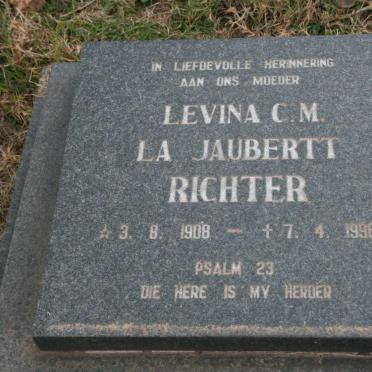 IN LIEFDEVOLLE HERINNERING
AAN ONS MOEDER
LEVINA C.M.
LA JAUBERTT
RICHTER
☆ 3. 8. 1908 — ✝ 7. 4.
PSALM 23
DIE HERE IS MY HERDER